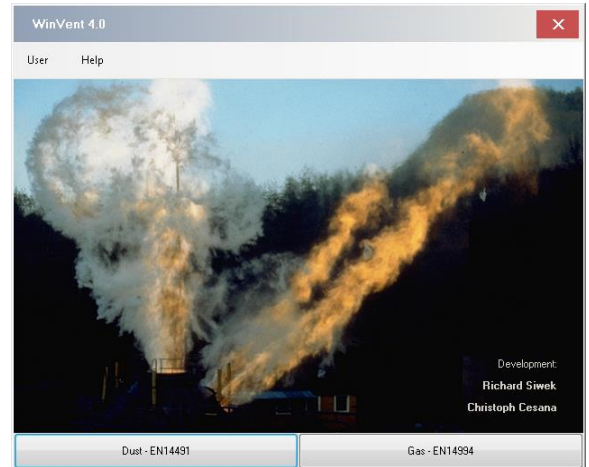 WinVent 4.0
User Help
Development:
Richard Siwek
Christoph Cesana
Dust - EN14491 Gas - EN14994